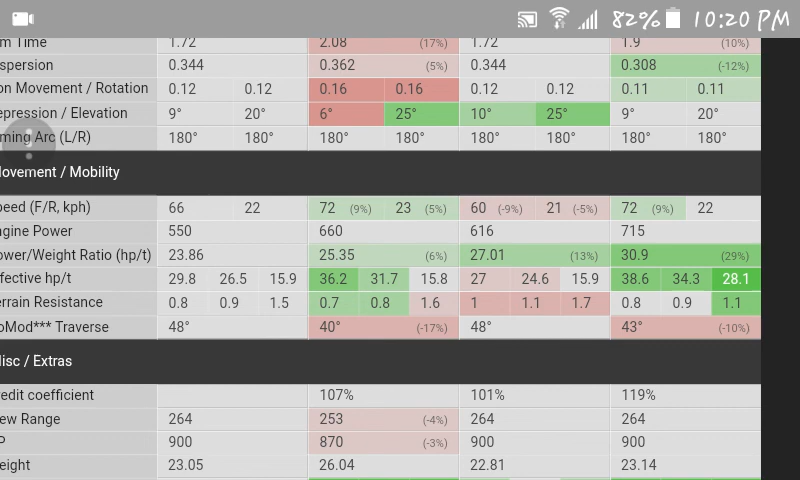 82% 10:20 PM
m Time 1.72 2.08 (17%) 1.72 1.9 (10%)
spersion 0.344 0.362 (5%) 0.344 0.308 (-12%)
on Movement / Rotation 0.12 0.12 0.16 0.16 0.12 0.12 0.11 0.11
epression / Elevation 9° 20° 6° 25° 10° 25° 9° 20°
ming Arc (L/R) 180° 180° 180° 180° 180° 180° 180° 180°
ovement / Mobility
eed (F/R, kph) 66 22 72 (9%) 23 (5%) 60 (-9%) 21 (-5%) 72 (9%) 22
ngine Power 550 660 616 715
ower/Weight Ratio (hp/t) 23.86 25.35 (6%) 27.01 (13%) 30.9 (29%)
ffective hp/t 29.8 26.5 15.9 36.2 31.7 15.8 27 24.6 15.9 38.6 34.3 28.1
errain Resistance 0.8 0.9 1.5 0.7 0.8 1.6 1 1.1 1.7 0.8 0.9 1.1
oMod*** Traverse 48° 40° (-17%) 48° 43° (-10%)
isc / Extras
redit coefficient 107% 101% 119%
ew Range 264 253 (-4%) 264 264
P 900 870 (-3%) 900 900
eight 23.05 26.04 22.81 23.14